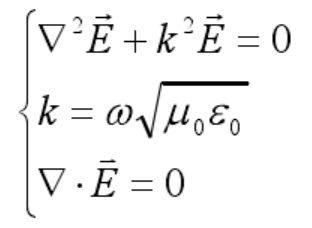 ∇²E⃗ + k²E⃗ = 0
k = ω√μ₀ε₀
∇ · E⃗ = 0